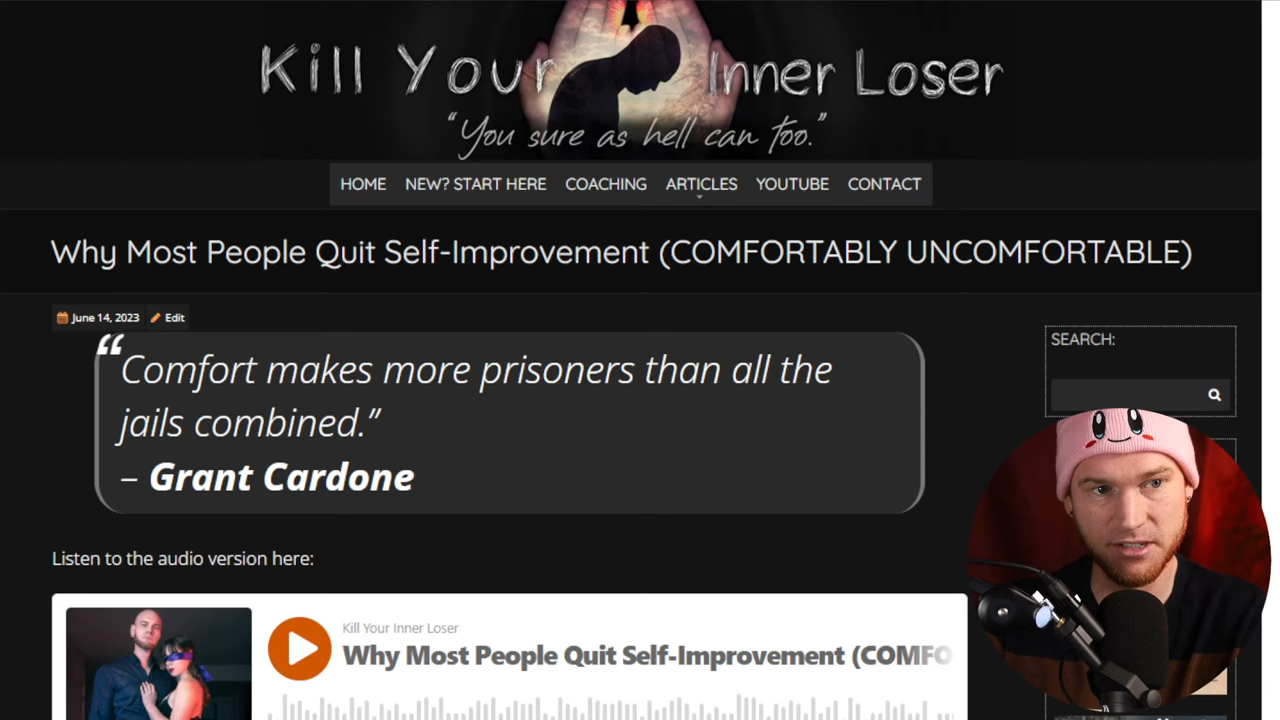 Kill Your Inner Loser
“You sure as hell can too.”
HOME NEW? START HERE COACHING ARTICLES YOUTUBE CONTACT
Why Most People Quit Self-Improvement (COMFORTABLY UNCOMFORTABLE)
June 14, 2023 Edit
“Comfort makes more prisoners than all the
jails combined.”
– Grant Cardone
SEARCH:
Listen to the audio version here:
Kill Your Inner Loser
Why Most People Quit Self-Improvement (COMFO